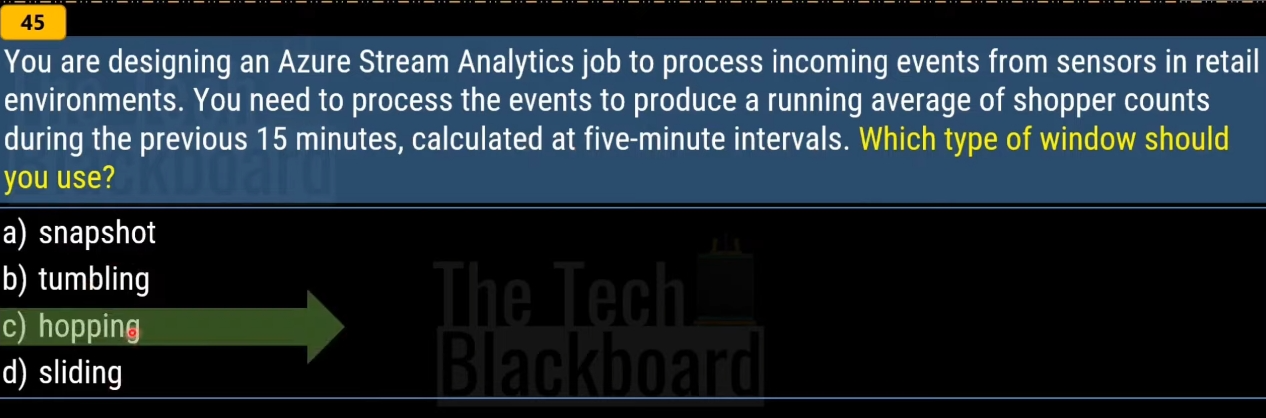 45
You are designing an Azure Stream Analytics job to process incoming events from sensors in retail
environments. You need to process the events to produce a running average of shopper counts
during the previous 15 minutes, calculated at five-minute intervals. Which type of window should
you use?
a) snapshot
b) tumbling
c) hopping
d) sliding
The Tech
Blackboard